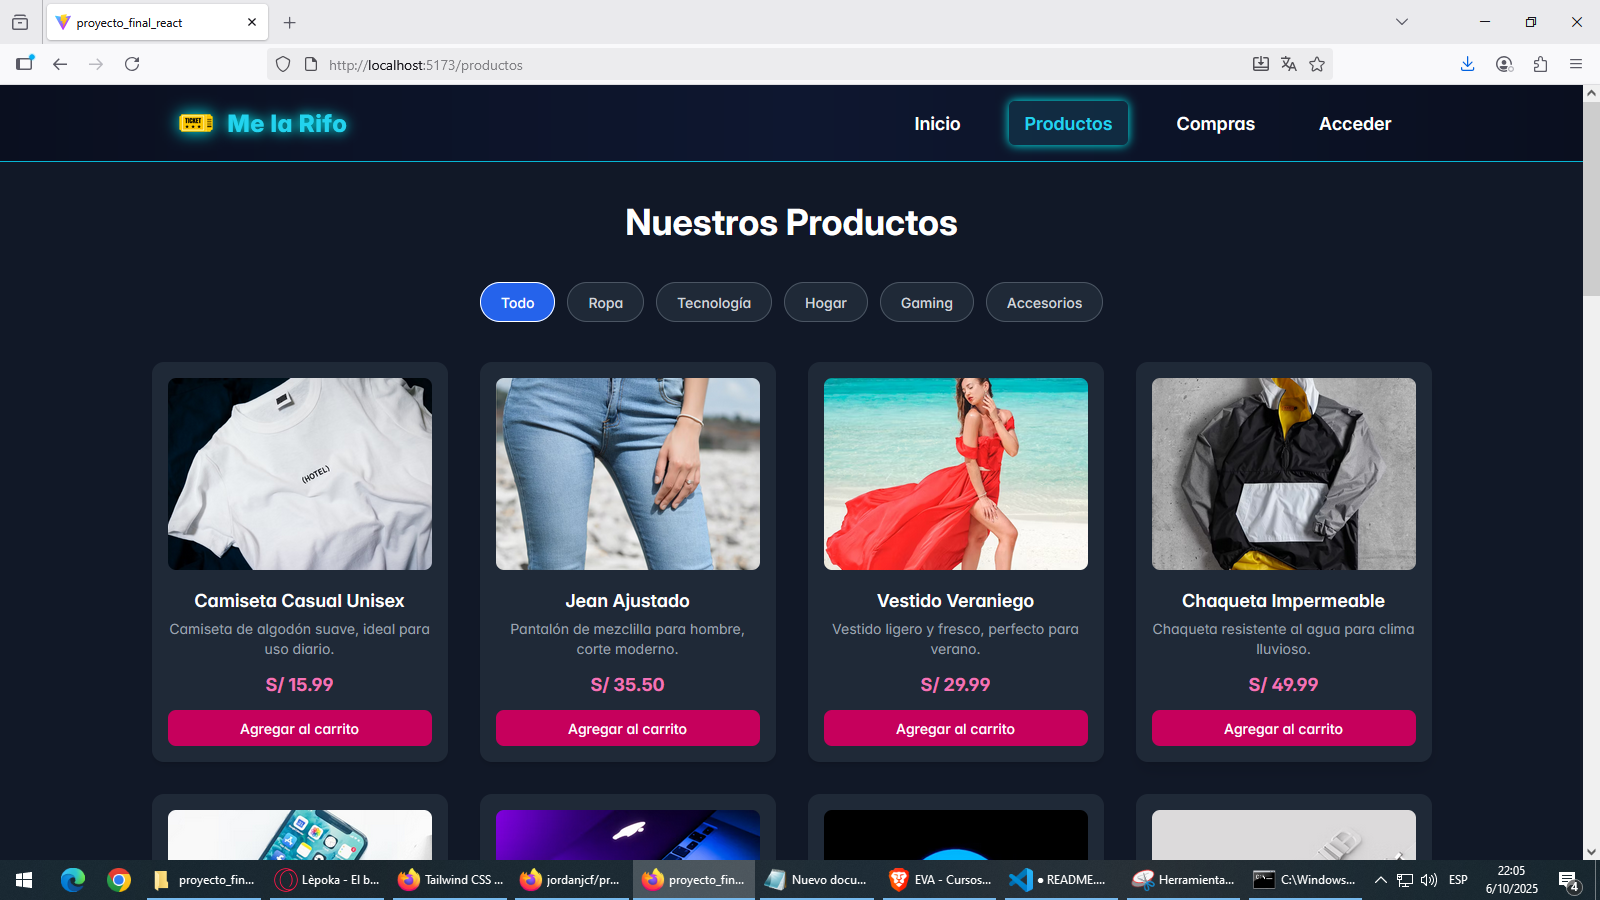 proyecto_final_react
http://localhost:5173/productos
TICKET
Me la Rifo
Inicio
Productos
Compras
Acceder
Nuestros Productos
Todo
Ropa
Tecnología
Hogar
Gaming
Accesorios
(HOTEL)
Camiseta Casual Unisex
Camiseta de algodón suave, ideal para
uso diario.
S/ 15.99
Agregar al carrito
Jean Ajustado
Pantalón de mezclilla para hombre,
corte moderno.
S/ 35.50
Agregar al carrito
Vestido Veraniego
Vestido ligero y fresco, perfecto para
verano.
S/ 29.99
Agregar al carrito
Chaqueta Impermeable
Chaqueta resistente al agua para clima
lluvioso.
S/ 49.99
Agregar al carrito
proyecto_fin...
Lèpoka - El b...
Tailwind CSS ...
jordanjcf/pr...
proyecto_fin...
Nuevo docu...
EVA - Cursos...
● README....
Herramienta...
C:\Windows...
ESP
22:05
6/10/2025
4